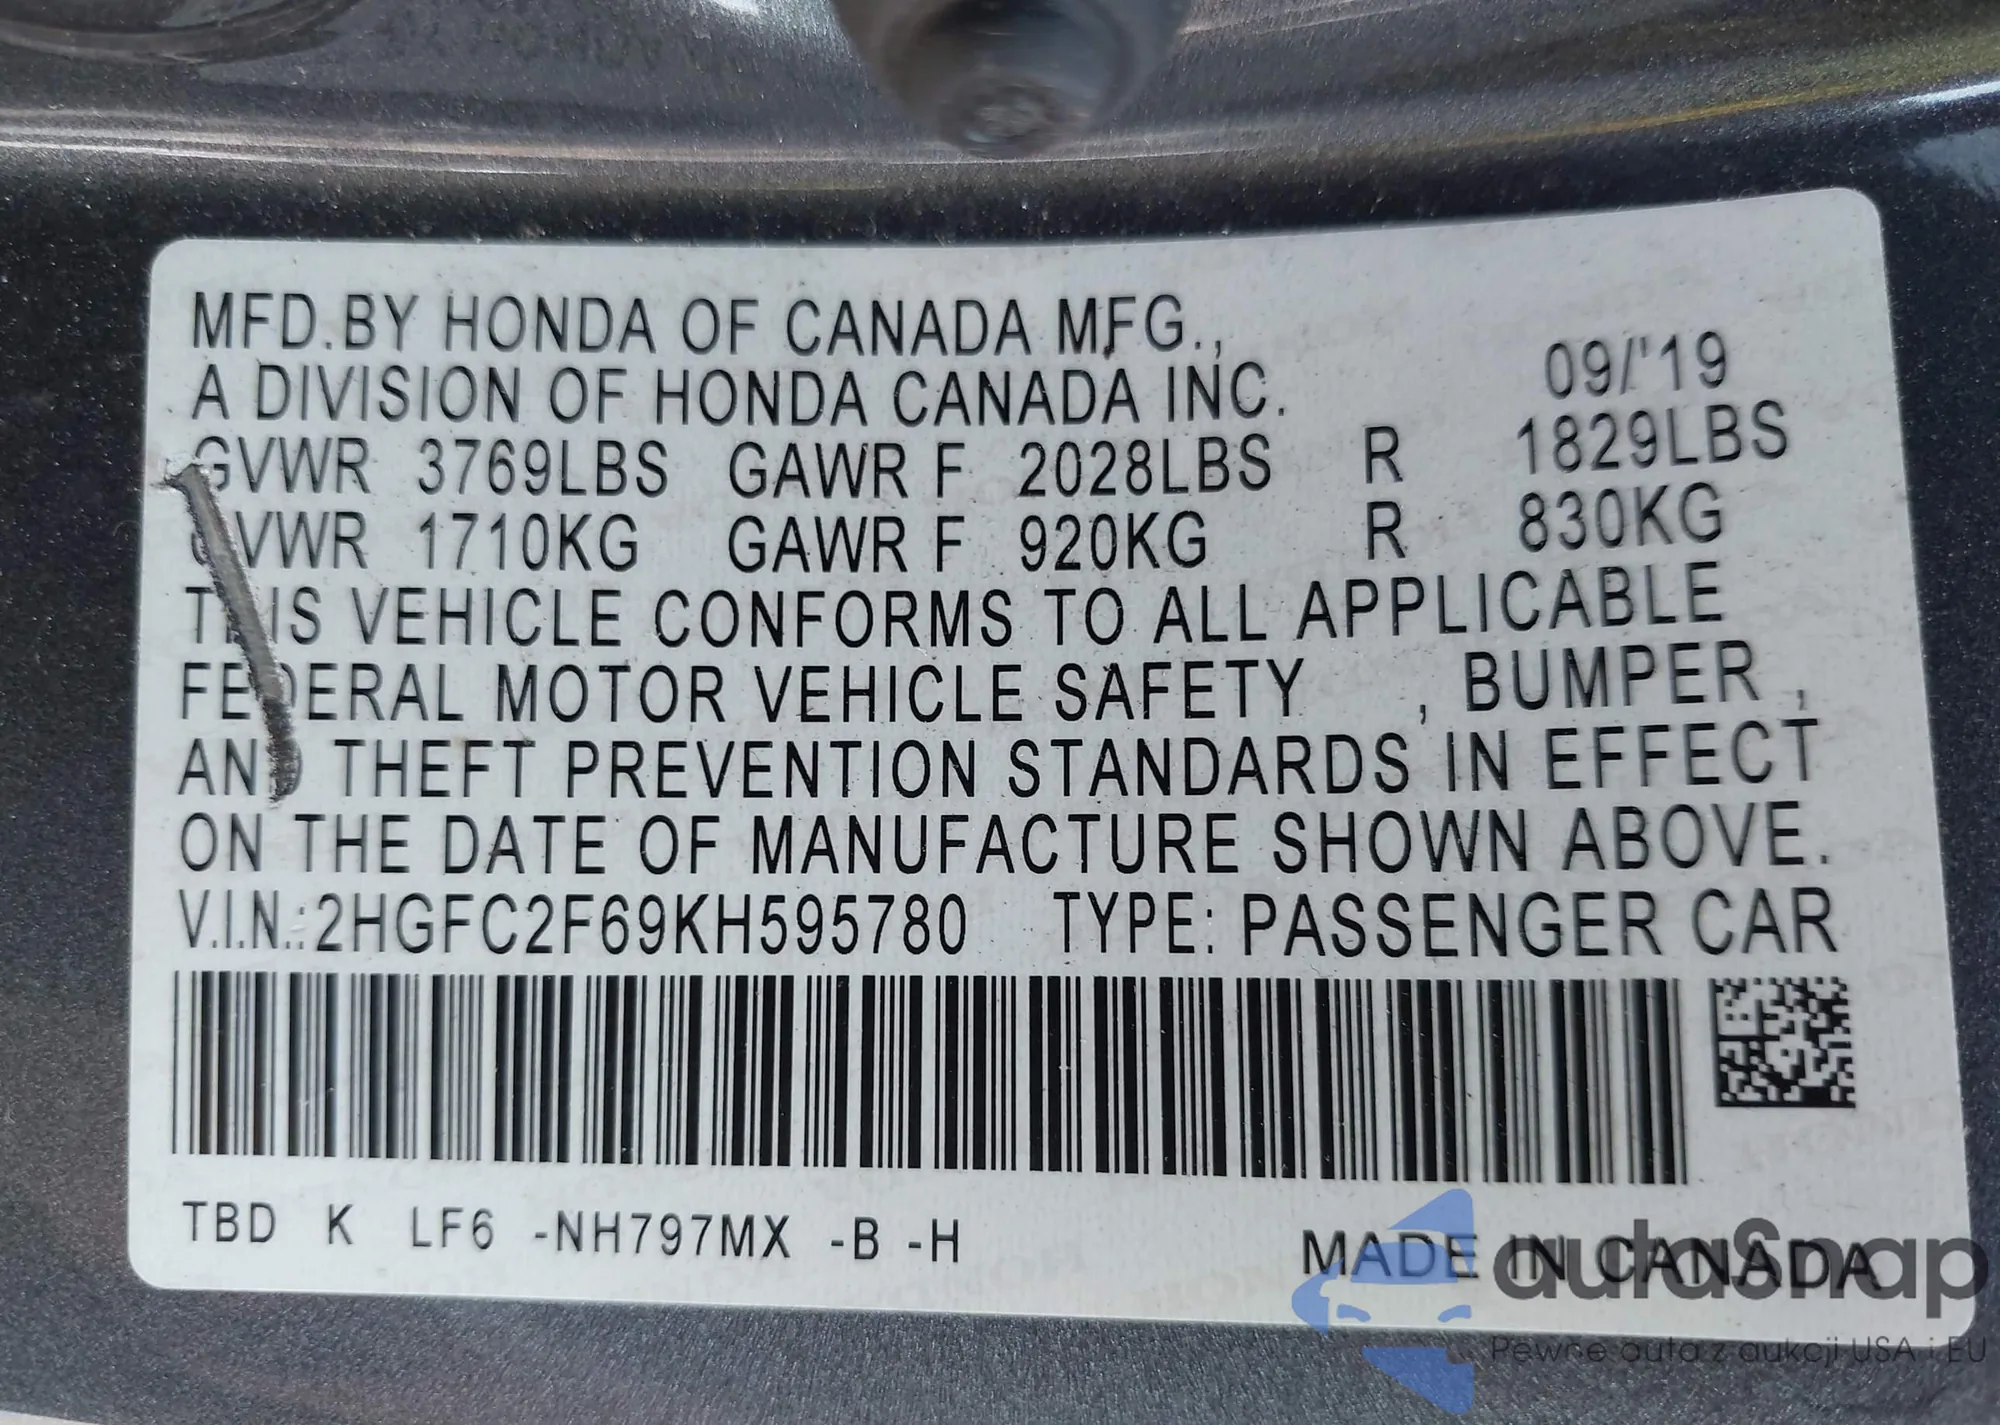 MFD.BY HONDA OF CANADA MFG.,
A DIVISION OF HONDA CANADA INC. 09/'19
GVWR 3769LBS GAWR F 2028LBS R 1829LBS
GVWR 1710KG GAWR F 920KG R 830KG
THIS VEHICLE CONFORMS TO ALL APPLICABLE
FEDERAL MOTOR VEHICLE SAFETY , BUMPER ,
AND THEFT PREVENTION STANDARDS IN EFFECT
ON THE DATE OF MANUFACTURE SHOWN ABOVE.
V.I.N.:2HGFC2F69KH595780 TYPE: PASSENGER CAR
TBD K LF6 -NH797MX -B -H MADE IN CANADA
autoSnap
Pewne auta z aukcji USA i EU